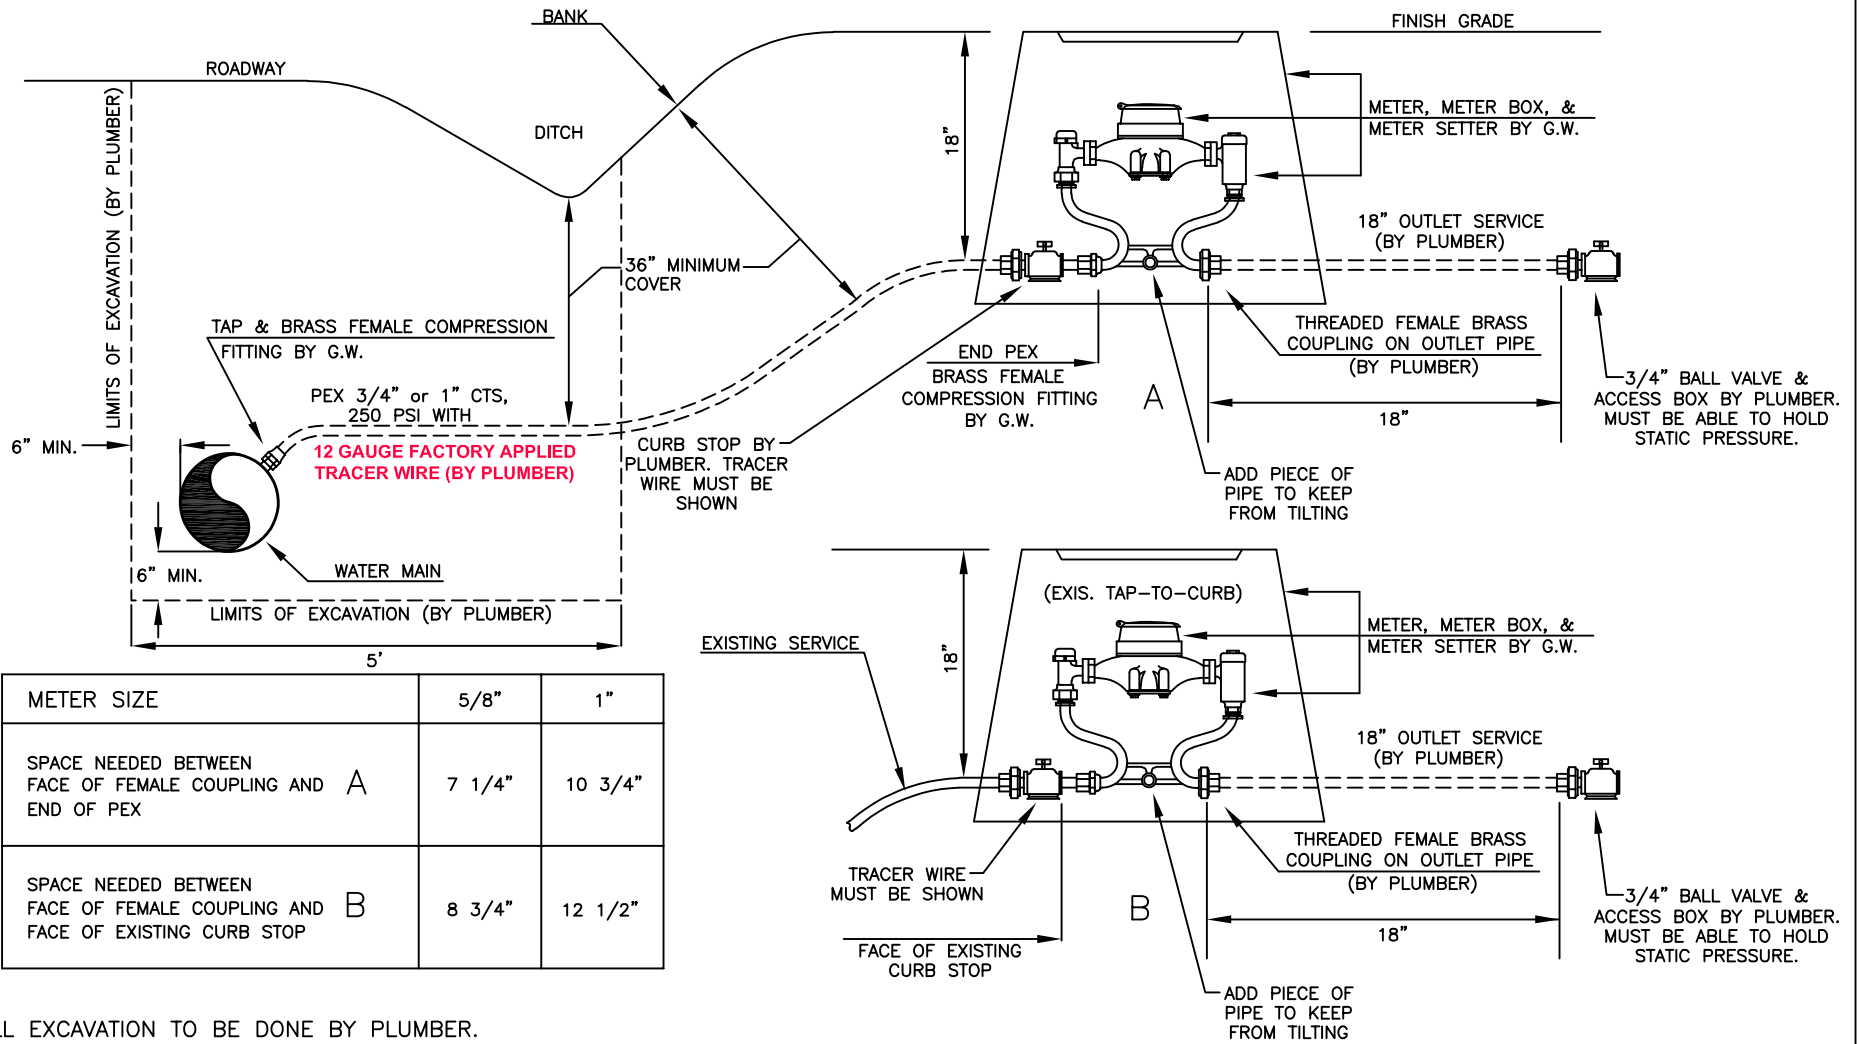 BANK
FINISH GRADE
ROADWAY
LIMITS OF EXCAVATION (BY PLUMBER)
DITCH
18"
METER, METER BOX, &
METER SETTER BY G.W.
18" OUTLET SERVICE
(BY PLUMBER)
36" MINIMUM
COVER
TAP & BRASS FEMALE COMPRESSION
FITTING BY G.W.
THREADED FEMALE BRASS
COUPLING ON OUTLET PIPE
(BY PLUMBER)
END PEX
BRASS FEMALE
COMPRESSION FITTING
BY G.W.
A
18"
3/4" BALL VALVE &
ACCESS BOX BY PLUMBER.
MUST BE ABLE TO HOLD
STATIC PRESSURE.
PEX 3/4" or 1" CTS,
250 PSI WITH
12 GAUGE FACTORY APPLIED
TRACER WIRE (BY PLUMBER)
6" MIN.
CURB STOP BY
PLUMBER. TRACER
WIRE MUST BE
SHOWN
ADD PIECE OF
PIPE TO KEEP
FROM TILTING
6" MIN.
WATER MAIN
LIMITS OF EXCAVATION (BY PLUMBER)
5'
(EXIS. TAP-TO-CURB)
EXISTING SERVICE
18"
METER, METER BOX, &
METER SETTER BY G.W.
18" OUTLET SERVICE
(BY PLUMBER)
THREADED FEMALE BRASS
COUPLING ON OUTLET PIPE
(BY PLUMBER)
TRACER WIRE
MUST BE SHOWN
B
18"
3/4" BALL VALVE &
ACCESS BOX BY PLUMBER.
MUST BE ABLE TO HOLD
STATIC PRESSURE.
FACE OF EXISTING
CURB STOP
ADD PIECE OF
PIPE TO KEEP
FROM TILTING
METER SIZE 5/8" 1"
SPACE NEEDED BETWEEN
FACE OF FEMALE COUPLING AND A 7 1/4" 10 3/4"
END OF PEX
SPACE NEEDED BETWEEN
FACE OF FEMALE COUPLING AND B 8 3/4" 12 1/2"
FACE OF EXISTING CURB STOP
EXCAVATION TO BE DONE BY PLUMBER.